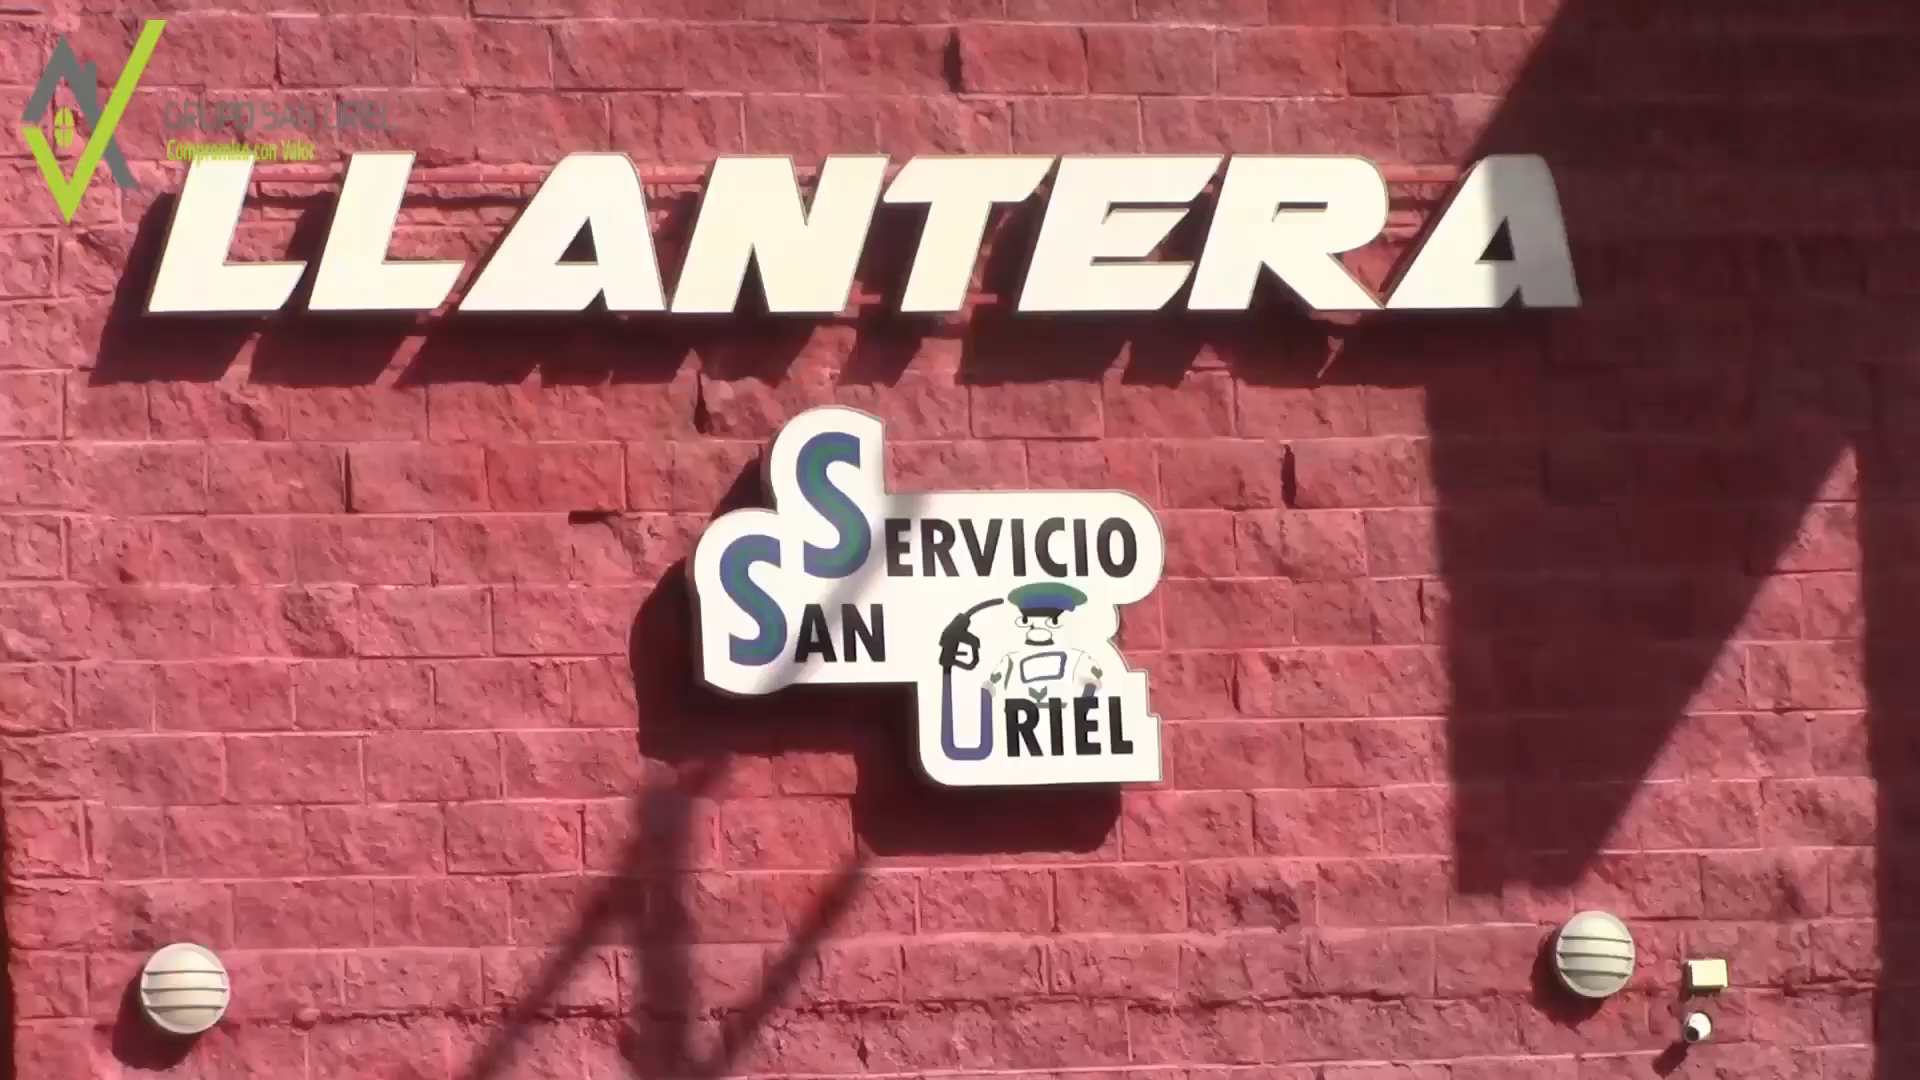 GRUPO SAN URIEL
Compromiso con Valor
LLANTERA
SERVICIO
SAN
URIEL